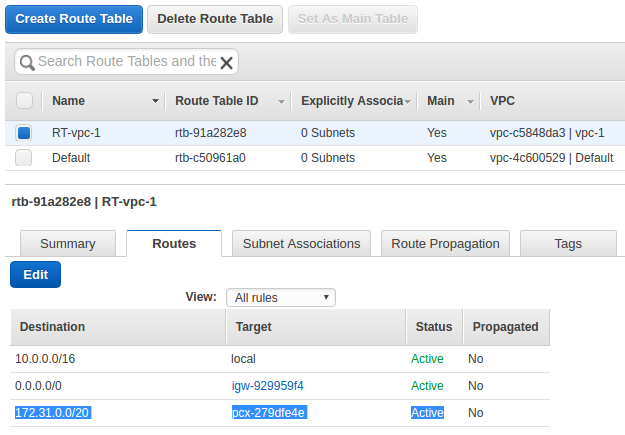 Create Route Table Delete Route Table Set As Main Table
Search Route Tables and the
Name Route Table ID Explicitly Associa Main VPC
RT-vpc-1 rtb-91a282e8 0 Subnets Yes vpc-c5848da3 | vpc-1
Default rtb-c50961a0 0 Subnets Yes vpc-4c600529 | Default
rtb-91a282e8 | RT-vpc-1
Summary Routes Subnet Associations Route Propagation Tags
Edit
View: All rules
Destination Target Status Propagated
10.0.0.0/16 local Active No
0.0.0.0/0 igw-929959f4 Active No
172.31.0.0/20 pcx-279dfe4e Active No